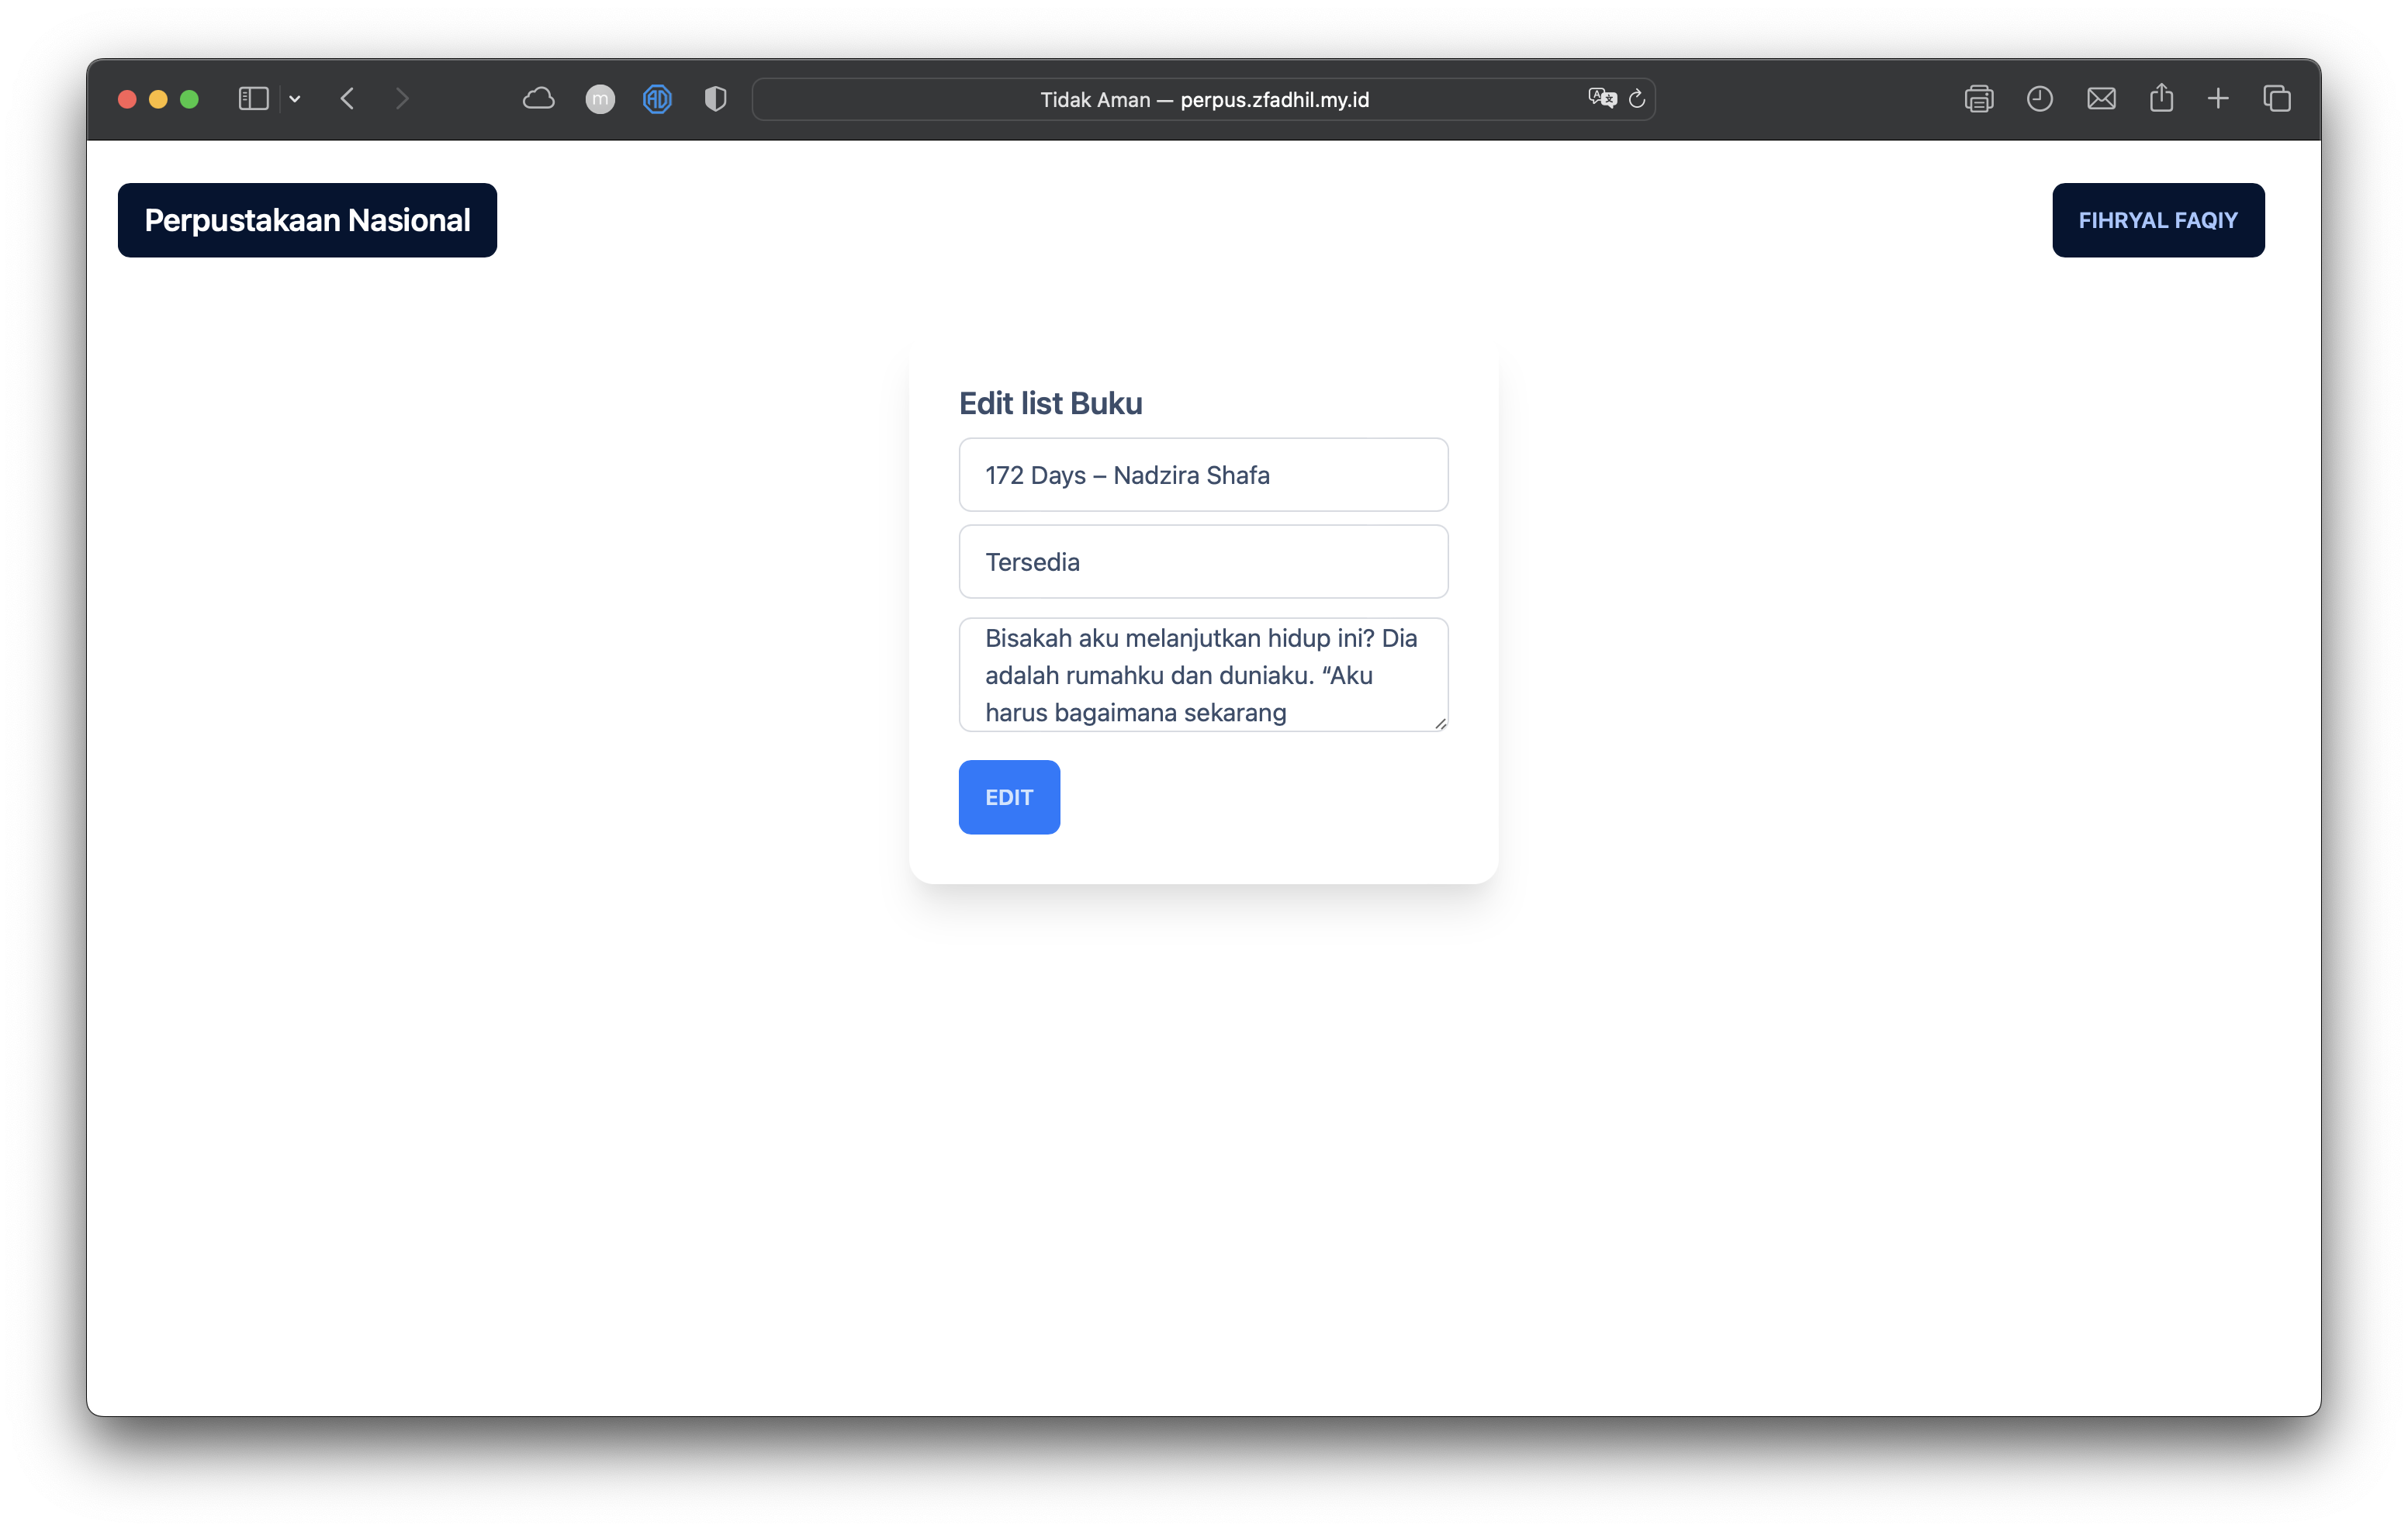 Tidak Aman — perpus.zfadhil.my.id
Perpustakaan Nasional
FIHRYAL FAQIY
Edit list Buku
172 Days – Nadzira Shafa
Tersedia
Bisakah aku melanjutkan hidup ini? Dia
adalah rumahku dan duniaku. “Aku
harus bagaimana sekarang
EDIT